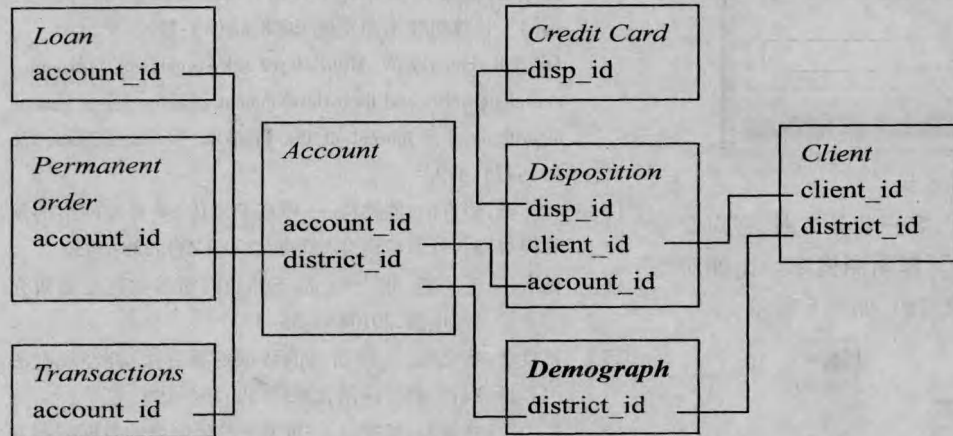 Loan
account_id
Permanent
order
account_id
Transactions
account_id
Account
account_id
district_id
Credit Card
disp_id
Disposition
disp_id
client_id
account_id
Demograph
district_id
Client
client_id
district_id